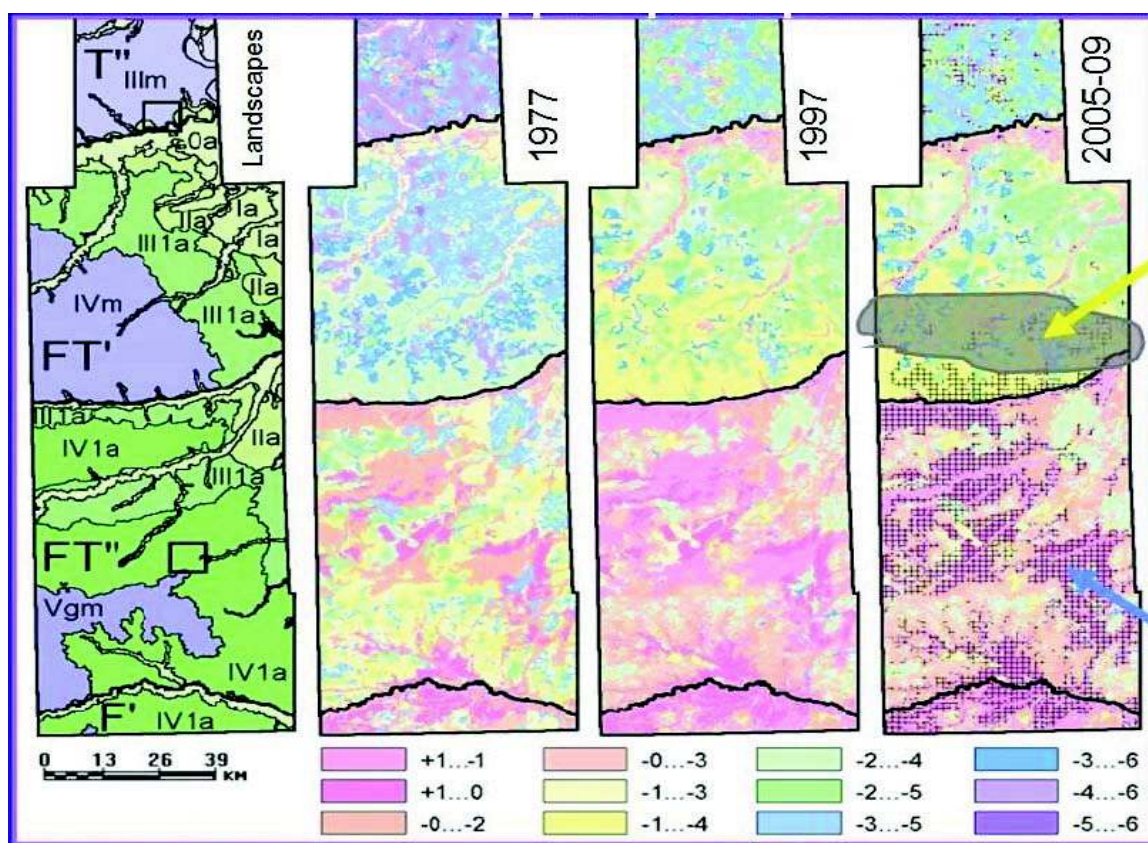 T"
IIIm
Landscapes
1977
1997
2005-09
0a
Ia
IIa
III1a
Ia
IIa
IVm
III1a
FT'
III1a
IIa
IV1a
III1a
FT"
Vgm
IV1a
F'
IV1a
0 13 26 39
КМ
+1...-1
-0...-3
-2...-4
-3...-6
+1...0
-1...-3
-2...-5
-4...-6
-0...-2
-1...-4
-3...-5
-5...-6